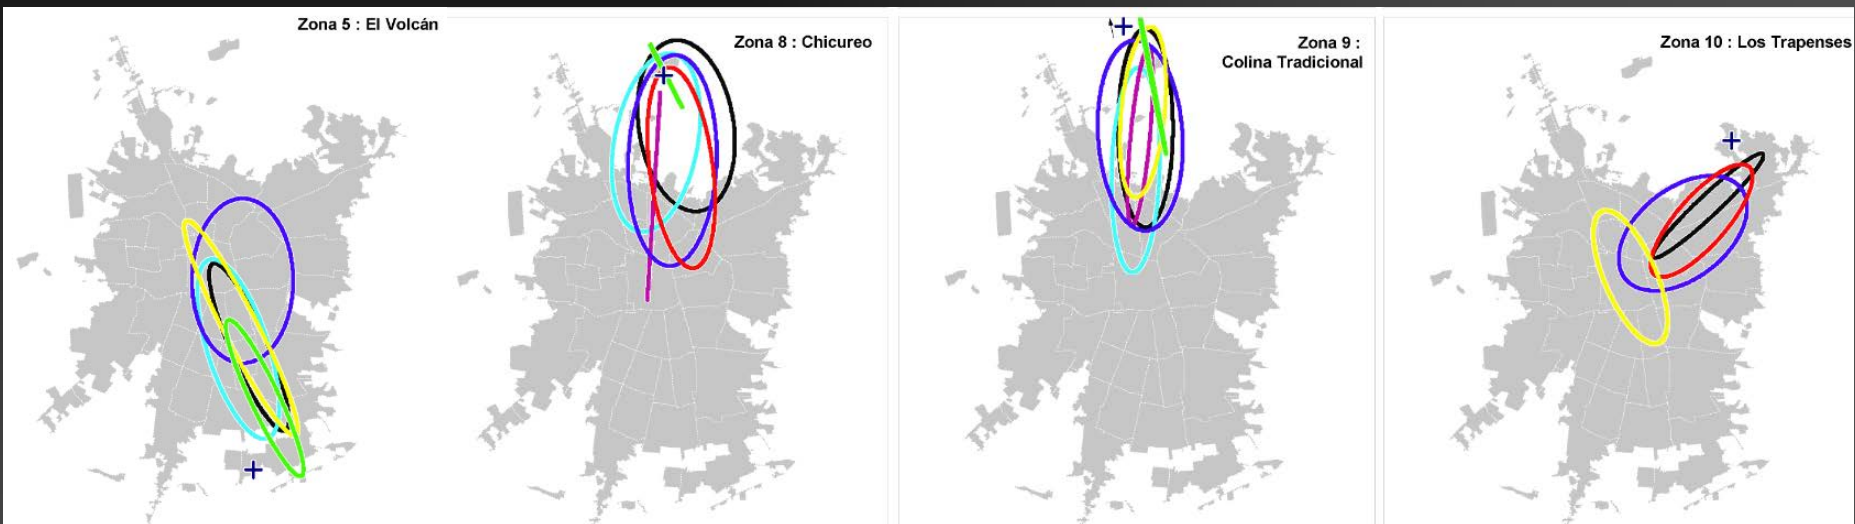 Zona 5 : El Volcán
Zona 8 : Chicureo
Zona 9 :
Colina Tradicional
Zona 10 : Los Trapenses